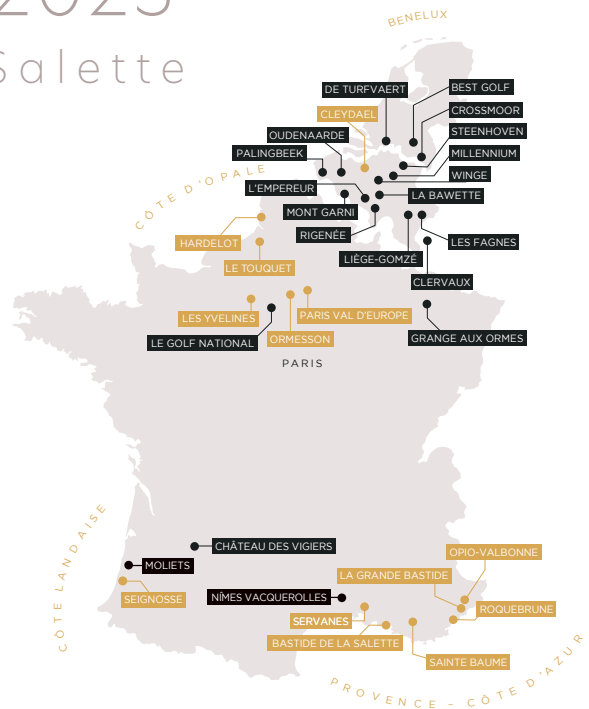 2023
Salette
BENELUX
DE TURFVAERT
BEST GOLF
CLEYDAEL
CROSSMOOR
OUDENAARDE
STEENHOVEN
PALINGBEEK
MILLENNIUM
CÔTE D'OPALE
WINGE
L'EMPEREUR
LA BAWETTE
MONT GARNI
RIGENÉE
HARDELOT
LES FAGNES
LE TOUQUET
LIÈGE-GOMZÉ
CLERVAUX
LES YVELINES
PARIS VAL D'EUROPE
LE GOLF NATIONAL
ORMESSON
GRANGE AUX ORMES
PARIS
CÔTE LANDAISE
CHÂTEAU DES VIGIERS
OPIO-VALBONNE
MOLIETS
LA GRANDE BASTIDE
SEIGNOSSE
NÎMES VACQUEROLLES
ROQUEBRUNE
SERVANES
BASTIDE DE LA SALETTE
SAINTE BAUME
PROVENCE - CÔTE D'AZUR